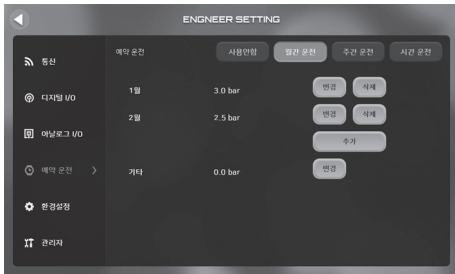 ENGNEER SETTING
통신
디지털 I/O
아날로그 I/O
예약 운전
환경설정
관리자
예약 운전 사용안함 월간 운전 주간 운전 시간 운전
1월 3.0 bar 변경 삭제
2월 2.5 bar 변경 삭제
추가
기타 0.0 bar 변경